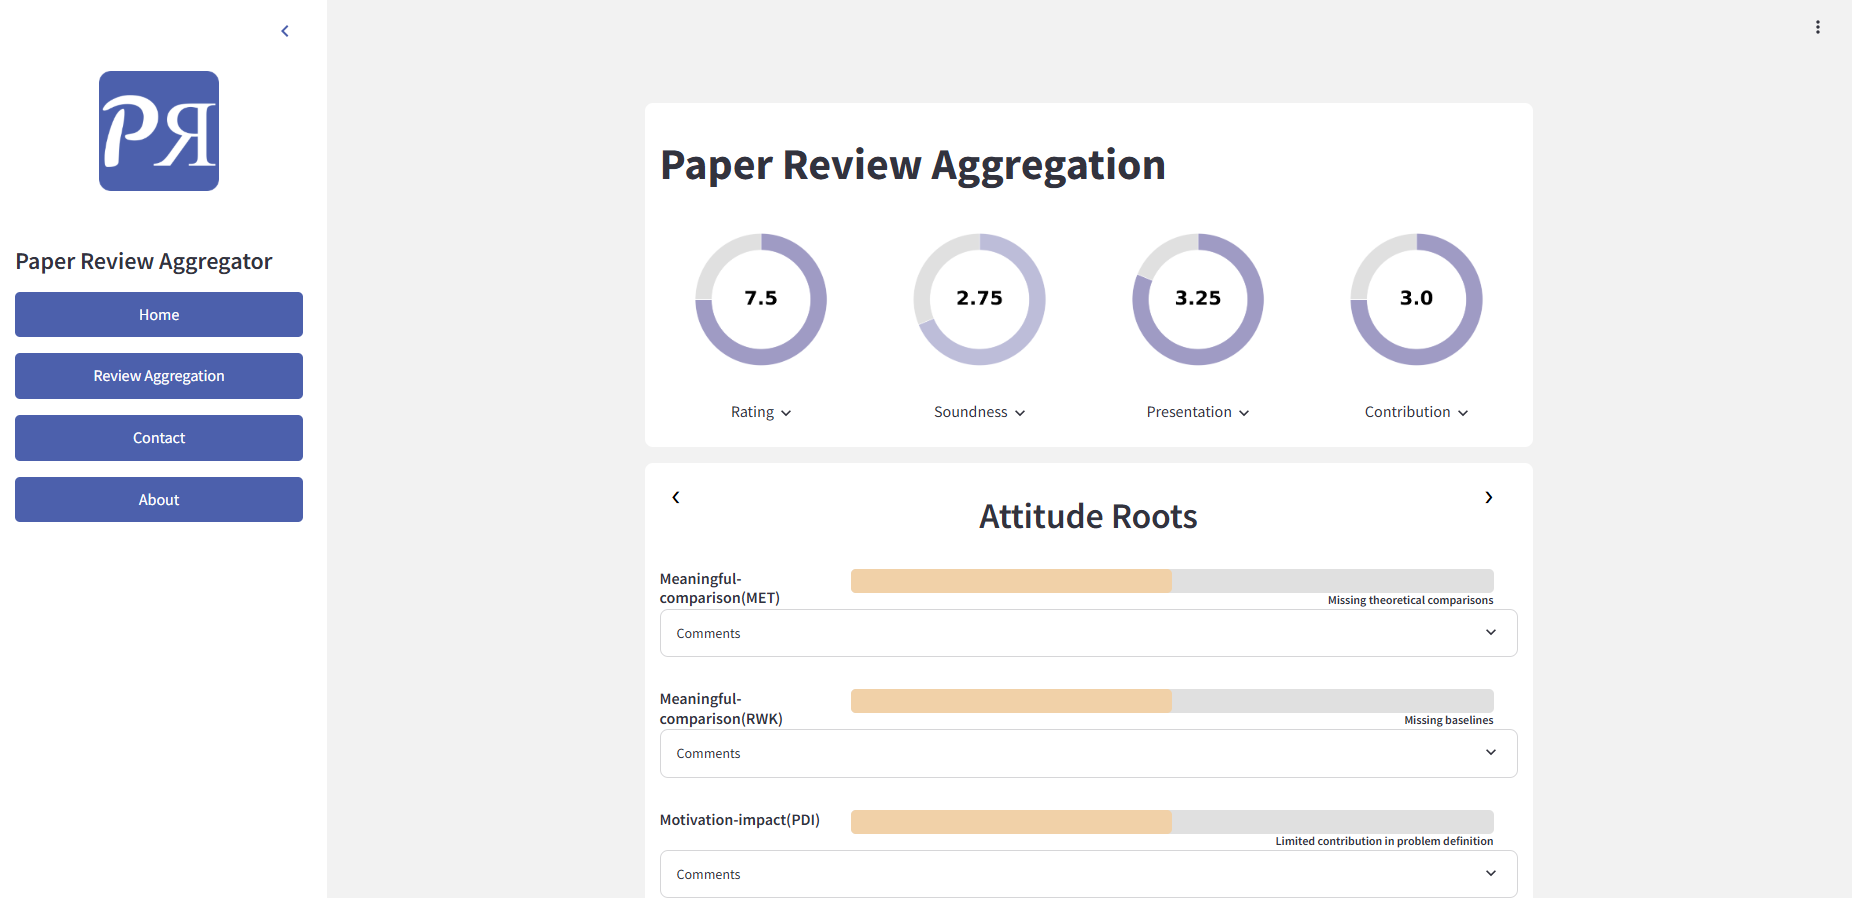 PЯ
Paper Review Aggregator
Home
Review Aggregation
Contact
About
Paper Review Aggregation
7.5
2.75
3.25
3.0
Rating
Soundness
Presentation
Contribution
Attitude Roots
Meaningful-
comparison(MET)
Missing theoretical comparisons
Comments
Meaningful-
comparison(RWK)
Missing baselines
Comments
Motivation-impact(PDI)
Limited contribution in problem definition
Comments